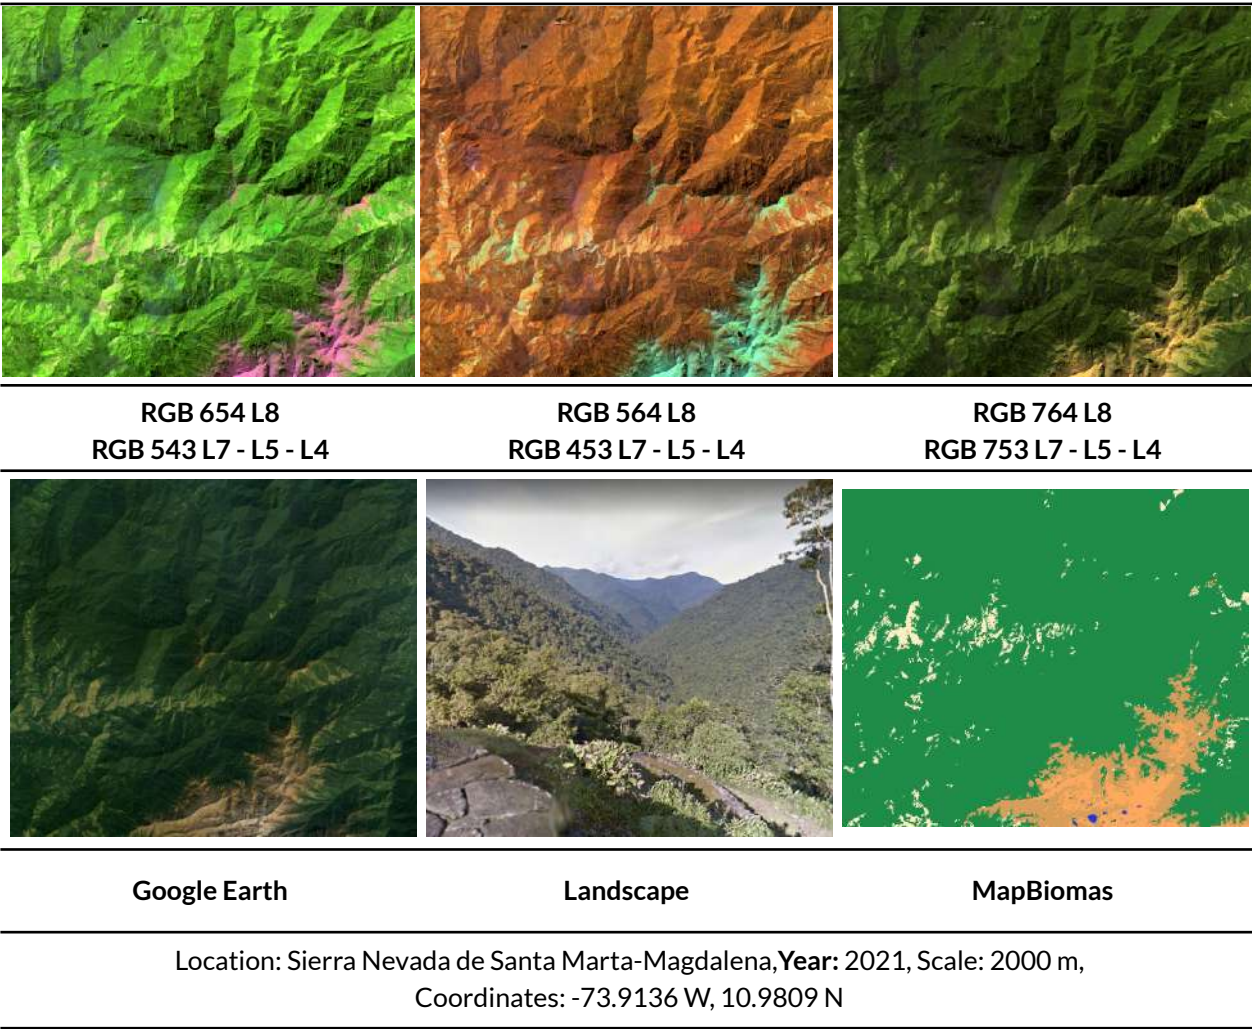 RGB 654 L8
RGB 543 L7 - L5 - L4
RGB 564 L8
RGB 453 L7 - L5 - L4
RGB 764 L8
RGB 753 L7 - L5 - L4
Google Earth
Landscape
MapBiomas
Location: Sierra Nevada de Santa Marta-Magdalena,Year: 2021, Scale: 2000 m,
Coordinates: -73.9136 W, 10.9809 N